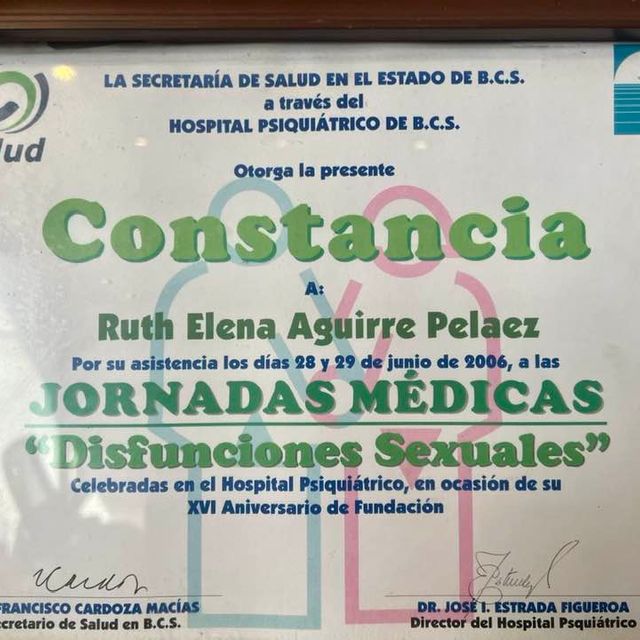 LA SECRETARÍA DE SALUD EN EL ESTADO DE B.C.S.
a través del
HOSPITAL PSIQUIÁTRICO DE B.C.S.
lud
Otorga la presente
Constancia
A:
Ruth Elena Aguirre Pelaez
Por su asistencia los días 28 y 29 de junio de 2006, a las
JORNADAS MÉDICAS
“Disfunciones Sexuales”
Celebradas en el Hospital Psiquiátrico, en ocasión de su
XVI Aniversario de Fundación
FRANCISCO CARDOZA MACÍAS
cretario de Salud en B.C.S.
DR. JOSÉ I. ESTRADA FIGUEROA
Director del Hospital Psquiátrico